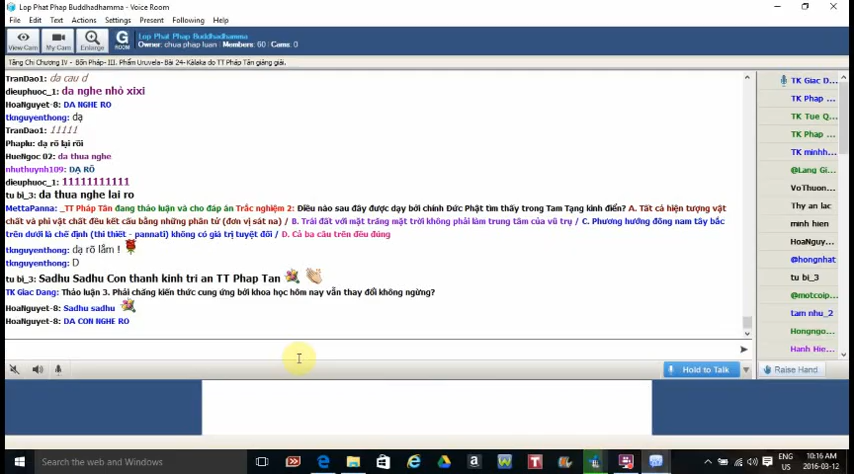 Lop Phat Phap Buddhadhamma - Voice Room
File Edit Text Actions Settings Present Following Help
View Cam My Cam Enlarge G ROOM Lop Phat Phap Buddhadhamma
Owner: chua phap luan | Members: 60 | Cams: 0
Tăng Chi Chương IV - Bốn Pháp- III. Phẩm Uruvela- Bài 24- Kàlaka do TT Pháp Tân giảng giải.
TranDao1: da cau d
dieuphuc_1: da nghe nhỏ xixi
HoaNguyet-8: DA NGHE RO
tknguyenthong: dạ
TranDao1: 11111
Phaplu: dạ rõ lại rồi
HueNgoc 02: da thua nghe
nhuthuynh109: DẠ RÕ
dieuphuc_1: 11111111111
tu bi_3: da thua nghe lai ro
MettaPanna: _TT Pháp Tân đang thảo luận và cho đáp án Trắc nghiệm 2: Điều nào sau đây được dạy bởi chính Đức Phật tìm thấy trong Tam Tạng kinh điển? A. Tất cả hiện tượng vật
chất và phi vật chất đều kết cấu bằng những phân tử (đơn vị sát na) / B. Trái đất với mặt trăng mặt trời không phải làm trung tâm của vũ trụ / C. Phương hướng đông nam tây bắc
trên dưới là chế định (thi thiết - pannati) không có giá trị tuyệt đối / D. Cả ba câu trên đều đúng
tknguyenthong: dạ rõ lắm !
tknguyenthong: D
tu bi_3: Sadhu Sadhu Con thanh kinh tri an TT Phap Tan
TK Giac Dang: Thảo luận 3. Phải chăng kiến thức cung ứng bởi khoa học hôm nay vẫn thay đổi không ngừng?
HoaNguyet-8: Sadhu sadhu
HoaNguyet-8: DA CON NGHE RO
TK Giac D...
TK Phap ...
TK Tue Q...
TK Phap ...
TK minhh...
@Lang Gi...
VoThuon...
Thy an lac
minh hien
HoaNguy...
@hongnhat
tu bi_3
@motcoip...
tam nhu_2
Hongngo...
Hanh Hie...
Hold to Talk
Raise Hand
Search the web and Windows
ENG 10:16 AM
US 2016-03-12